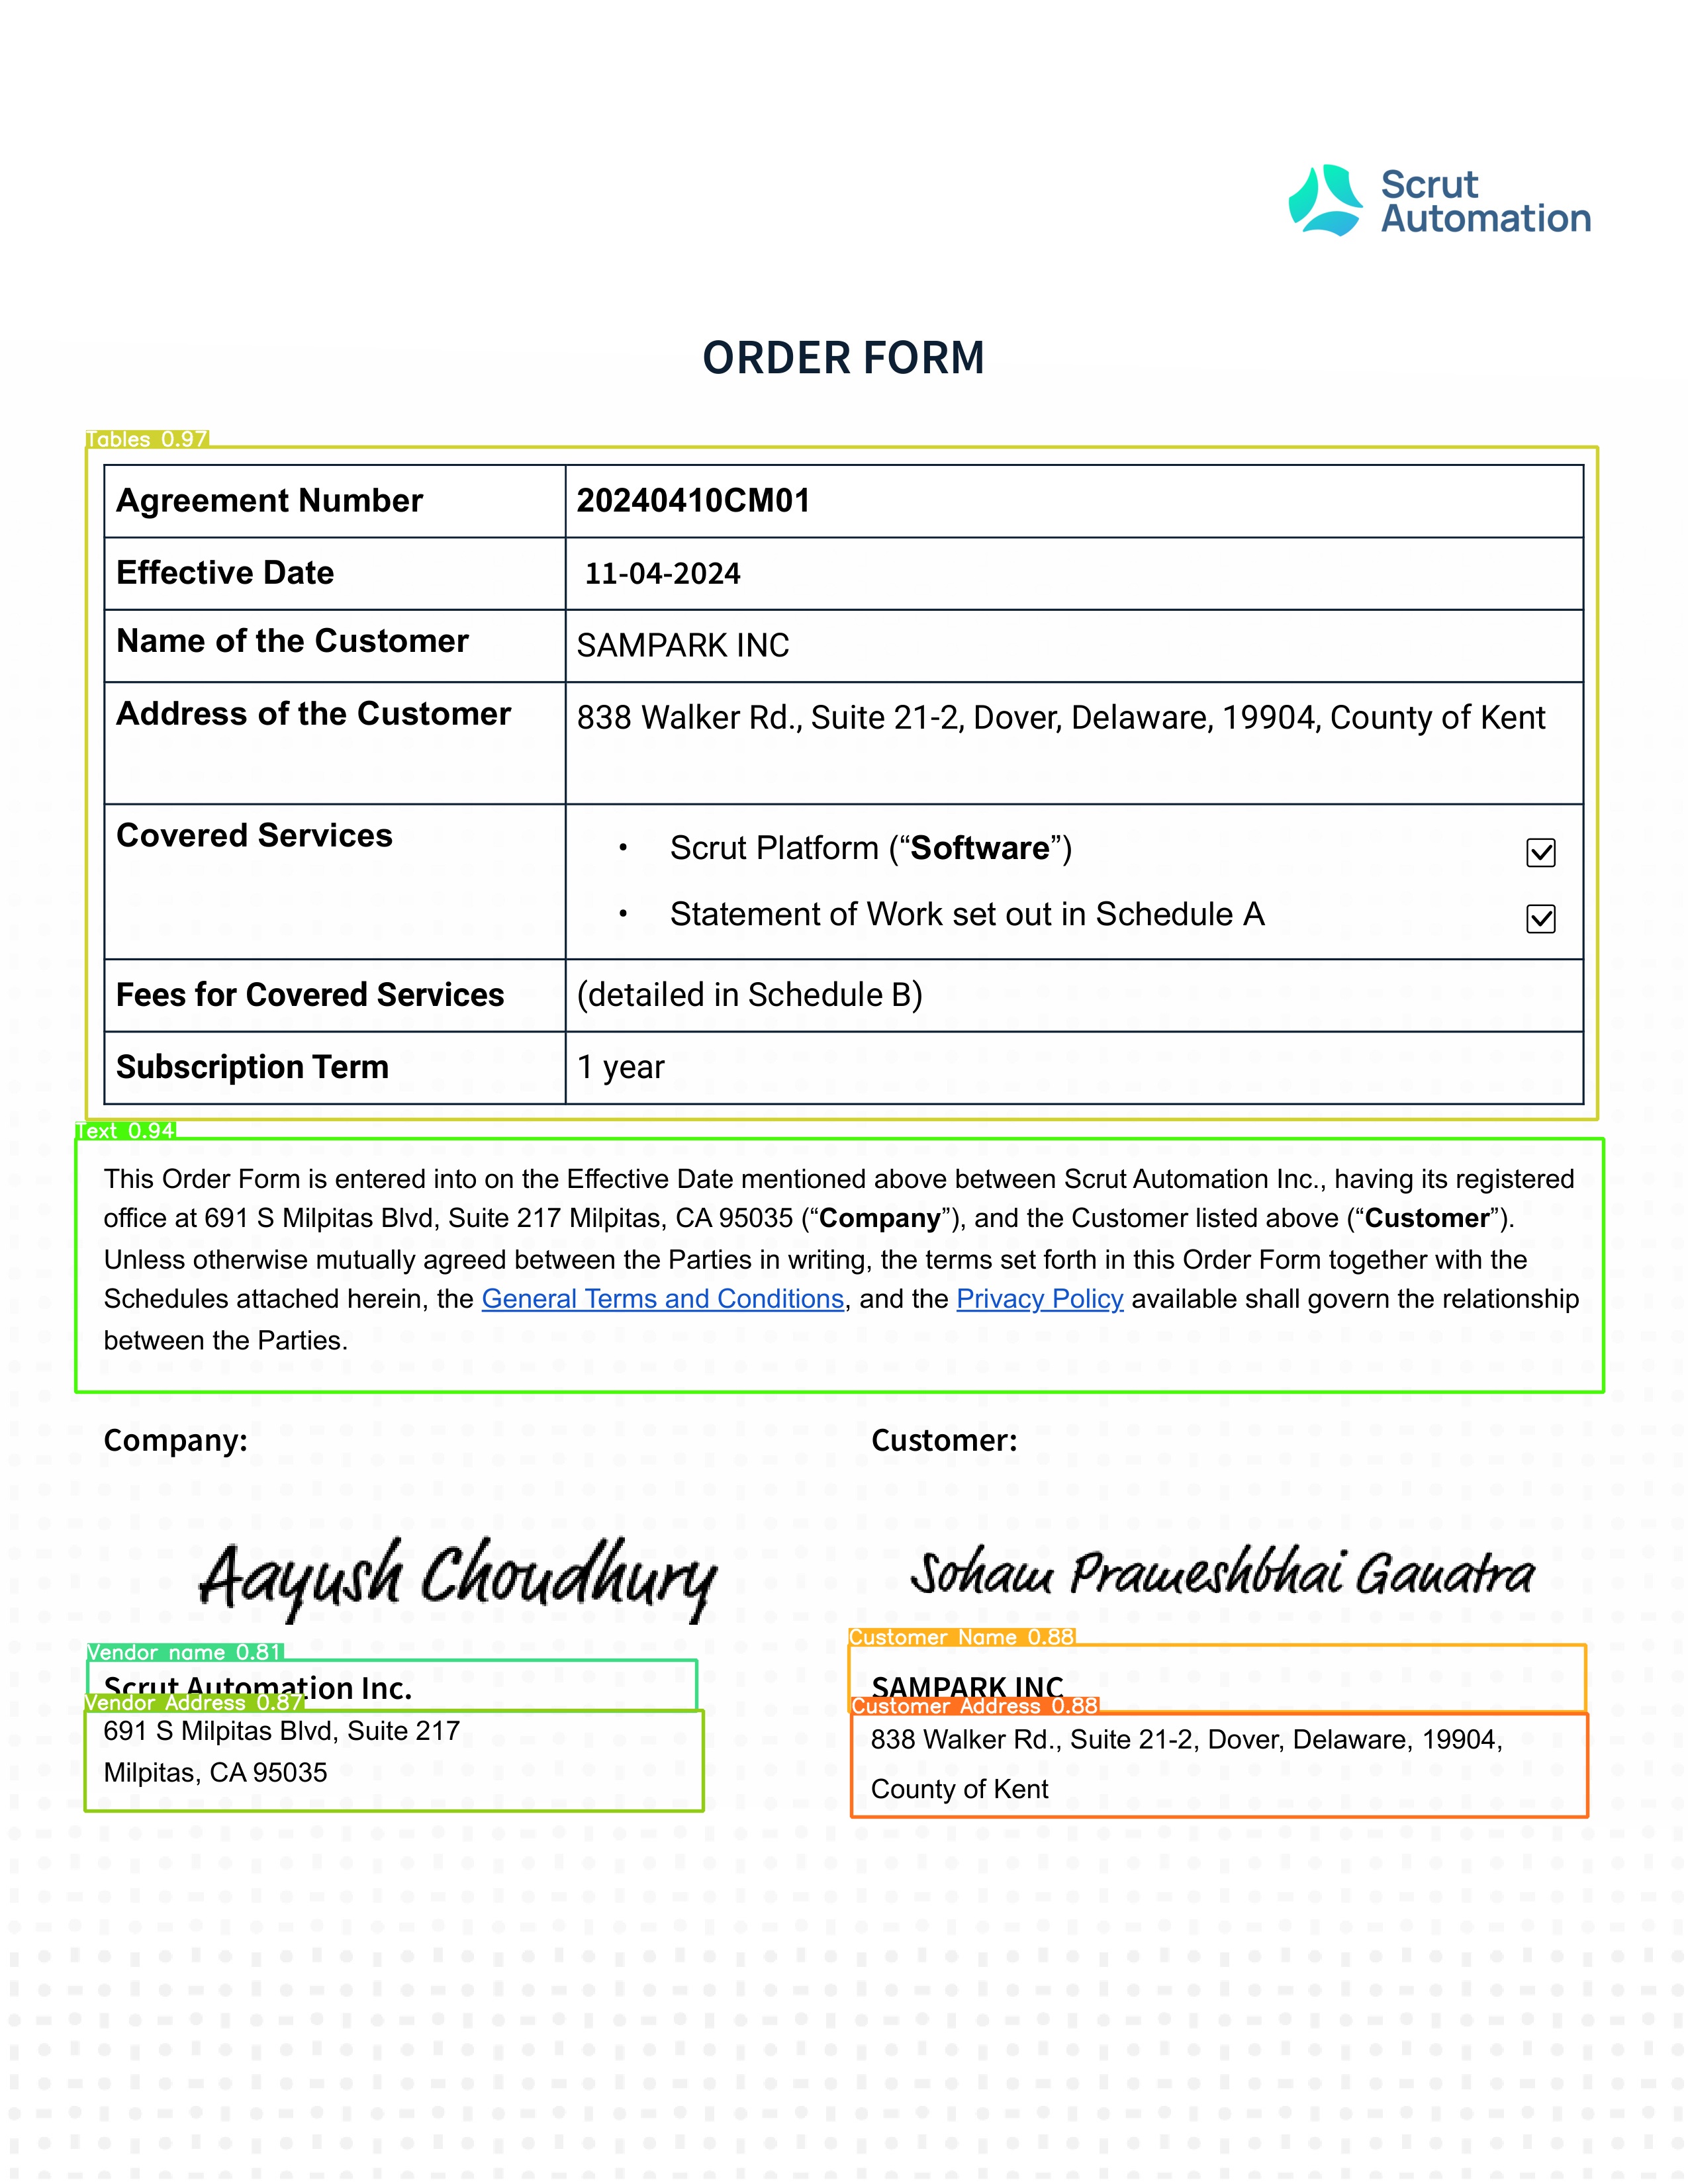 Scrut
Automation
ORDER FORM
Tables 0.97
Agreement Number 20240410CM01
Effective Date 11-04-2024
Name of the Customer SAMPARK INC
Address of the Customer 838 Walker Rd., Suite 21-2, Dover, Delaware, 19904, County of Kent
Covered Services • Scrut Platform (“Software”) ☑
• Statement of Work set out in Schedule A ☑
Fees for Covered Services (detailed in Schedule B)
Subscription Term 1 year
Text 0.94
This Order Form is entered into on the Effective Date mentioned above between Scrut Automation Inc., having its registered
office at 691 S Milpitas Blvd, Suite 217 Milpitas, CA 95035 (“Company”), and the Customer listed above (“Customer”).
Unless otherwise mutually agreed between the Parties in writing, the terms set forth in this Order Form together with the
Schedules attached herein, the General Terms and Conditions, and the Privacy Policy available shall govern the relationship
between the Parties.
Company: Customer:
Aayush Choudhury Soham Prameshbhai Ganatra
Vendor name 0.81 Customer Name 0.88
Scrut Automation Inc. SAMPARK INC
Vendor Address 0.87 Customer Address 0.88
691 S Milpitas Blvd, Suite 217 838 Walker Rd., Suite 21-2, Dover, Delaware, 19904,
Milpitas, CA 95035 County of Kent